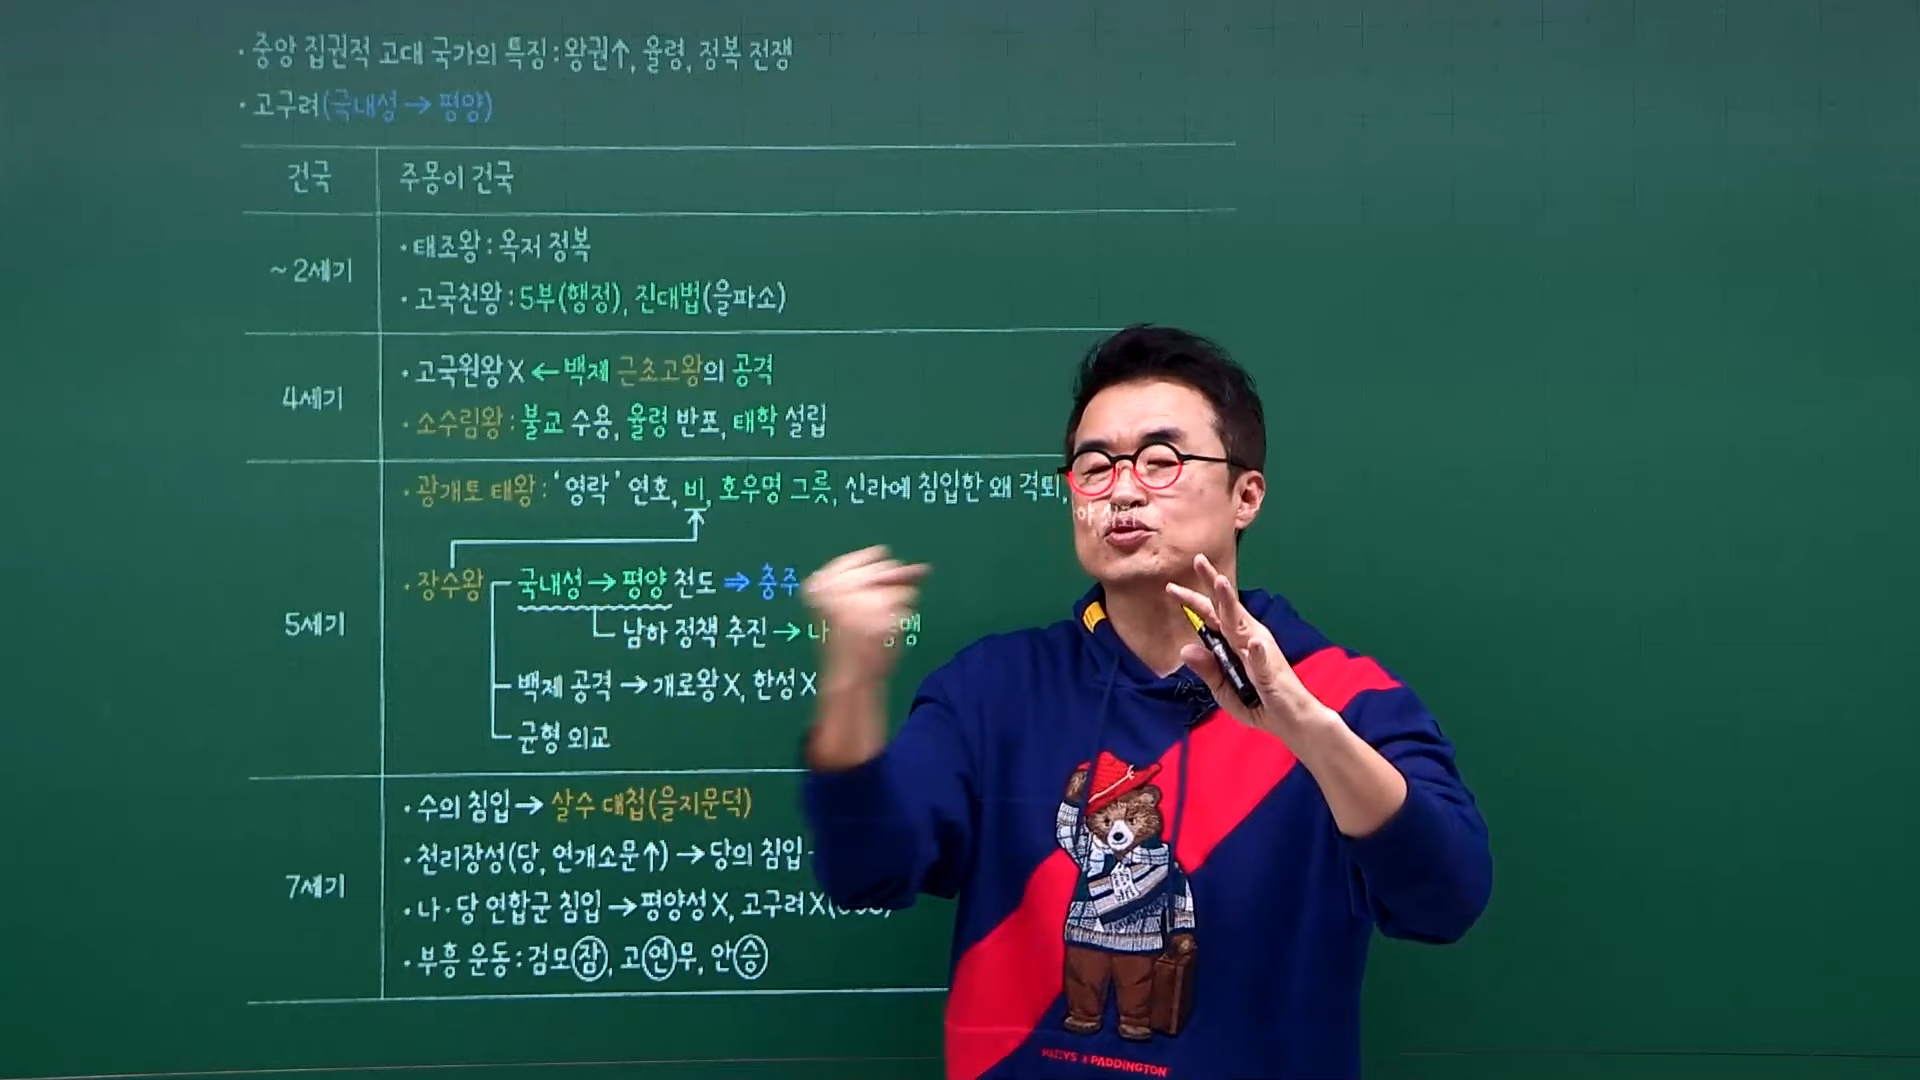 · 중앙 집권적 고대 국가의 특징 : 왕권↑, 율령, 정복 전쟁
· 고구려(국내성 → 평양)
건국 주몽이 건국
~ 2세기
· 태조왕 : 옥저 정복
· 고국천왕 : 5부(행정), 진대법(을파소)
4세기
· 고국원왕 X ← 백제 근초고왕의 공격
· 소수림왕 : 불교 수용, 율령 반포, 태학 설립
5세기
· 광개토 태왕 : '영락' 연호, 비, 호우명 그릇, 신라에 침입한 왜 격퇴,
· 장수왕 국내성 → 평양 천도 ⇒ 충주
남하 정책 추진 → 나
백제 공격 → 개로왕 X, 한성 X
균형 외교
7세기
· 수의 침입 → 살수 대첩(을지문덕)
· 천리장성(당, 연개소문↑) → 당의 침입
· 나·당 연합군 침입 → 평양성 X, 고구려 X
· 부흥 운동 : 검모잠, 고연무, 안승
PADDINGTON